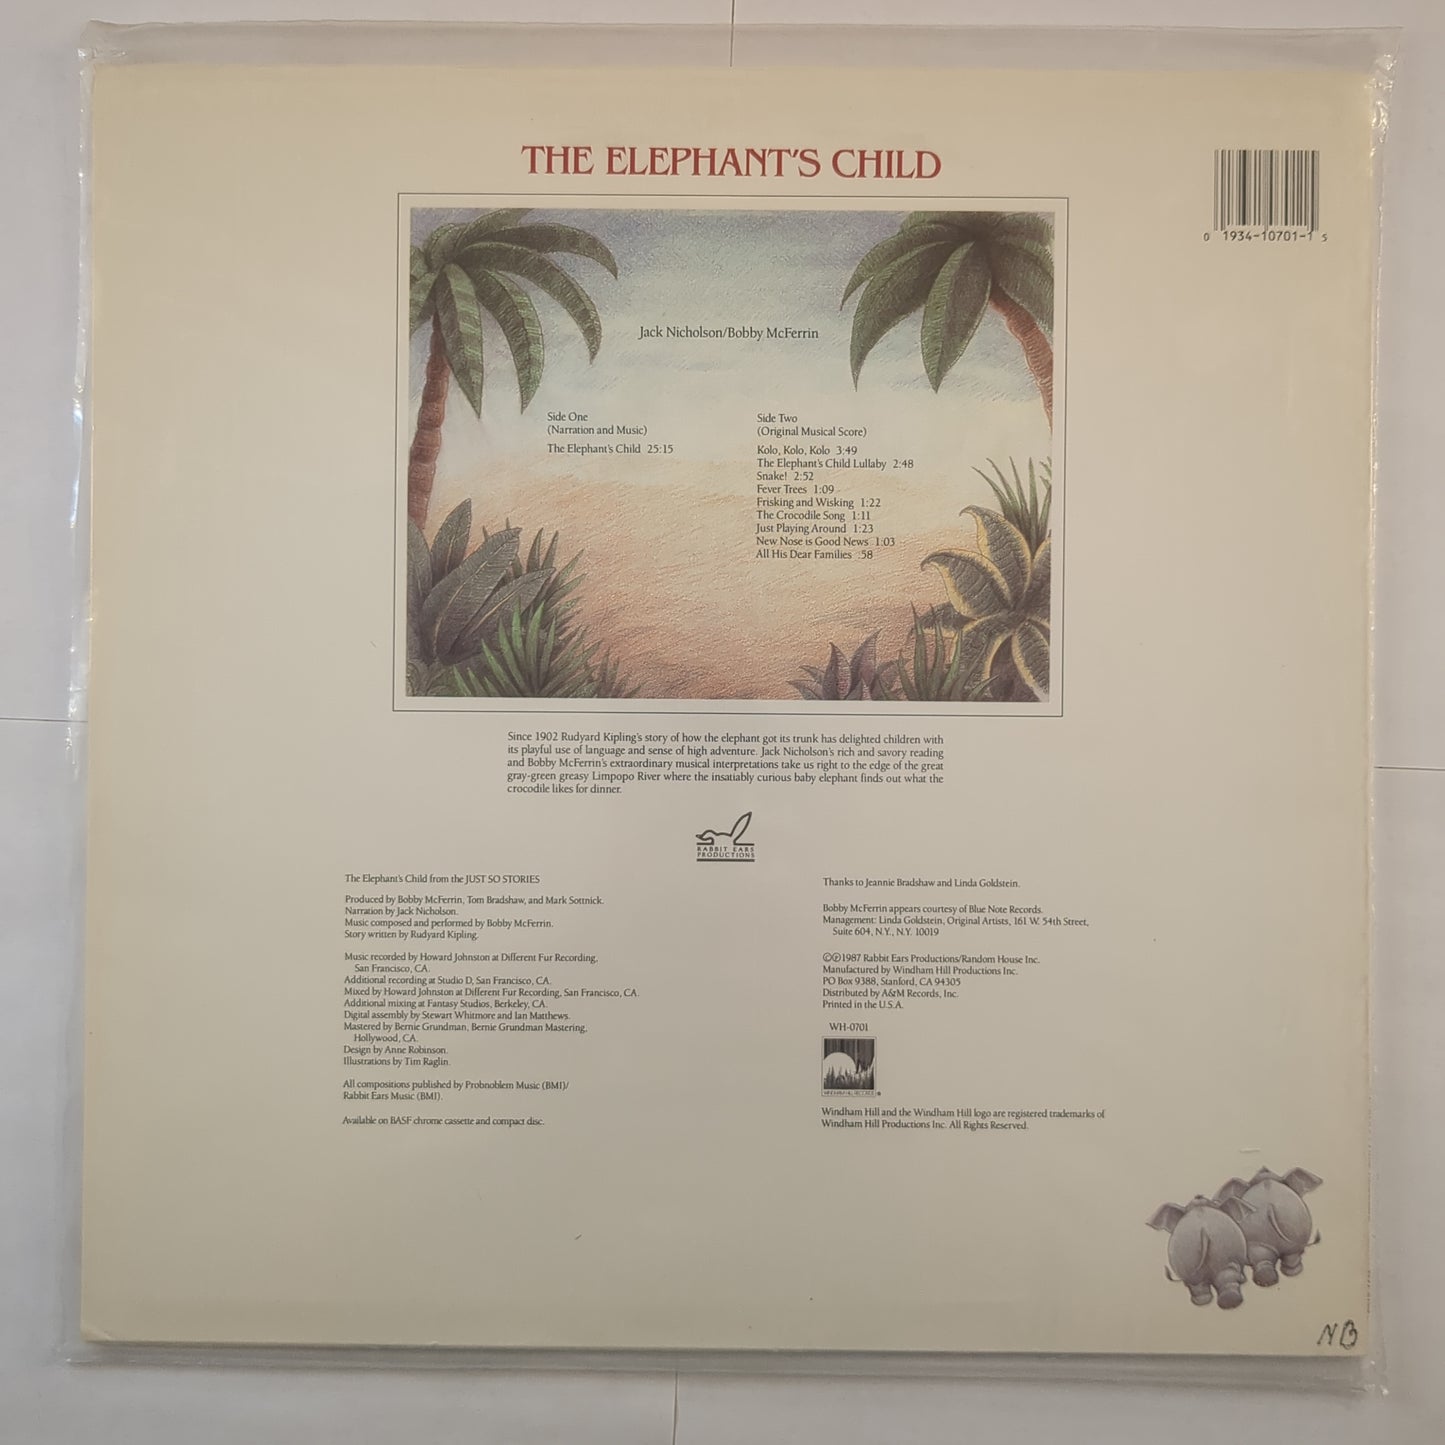 THE ELEPHANT'S CHILD
0 1934-10701-1 5
Jack Nicholson/Bobby McFerrin
Side One
(Narration and Music)
The Elephant's Child 25:15
Side Two
(Original Musical Score)
Kolo, Kolo, Kolo 3:49
The Elephant's Child Lullaby 2:48
Snake! 2:52
Fever Trees 1:09
Frisking and Wisking 1:22
The Crocodile Song 1:11
Just Playing Around 1:23
New Nose is Good News 1:03
All His Dear Families :58
Since 1902 Rudyard Kipling's story of how the elephant got its trunk has delighted children with
its playful use of language and sense of high adventure. Jack Nicholson's rich and savory reading
and Bobby McFerrin's extraordinary musical interpretations take us right to the edge of the great
gray-green greasy Limpopo River where the insatiably curious baby elephant finds out what the
crocodile likes for dinner.
RABBIT EARS
PRODUCTIONS
The Elephant's Child from the JUST SO STORIES
Produced by Bobby McFerrin, Tom Bradshaw, and Mark Sottnick.
Narration by Jack Nicholson.
Music composed and performed by Bobby McFerrin.
Story written by Rudyard Kipling.
Music recorded by Howard Johnston at Different Fur Recording,
San Francisco, CA.
Additional recording at Studio D, San Francisco, CA.
Mixed by Howard Johnston at Different Fur Recording, San Francisco, CA.
Additional mixing at Fantasy Studios, Berkeley, CA.
Digital assembly by Stewart Whitmore and Ian Matthews.
Mastered by Bernie Grundman, Bernie Grundman Mastering,
Hollywood, CA.
Design by Anne Robinson.
Illustrations by Tim Raglin.
All compositions published by Probnoblem Music (BMI)/
Rabbit Ears Music (BMI).
Available on BASF chrome cassette and compact disc.
Thanks to Jeannie Bradshaw and Linda Goldstein.
Bobby McFerrin appears courtesy of Blue Note Records.
Management: Linda Goldstein, Original Artists, 161 W. 54th Street,
Suite 604, N.Y., N.Y. 10019
©℗1987 Rabbit Ears Productions/Random House Inc.
Manufactured by Windham Hill Productions Inc.
PO Box 9388, Stanford, CA 94305
Distributed by A&M Records, Inc.
Printed in the U.S.A.
WH-0701
WINDHAM HILL RECORDS ®
Windham Hill and the Windham Hill logo are registered trademarks of
Windham Hill Productions Inc. All Rights Reserved.
NB